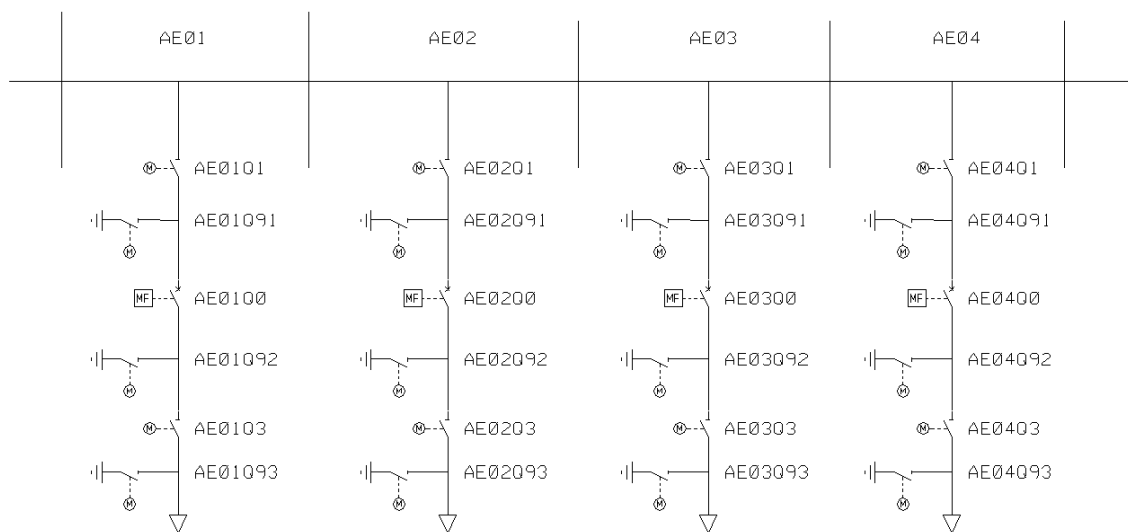 AE01 AE02 AE03 AE04
M AE01Q1 M AE02Q1 M AE03Q1 M AE04Q1
AE01Q91 AE02Q91 AE03Q91 AE04Q91
M M M M
MF AE01Q0 MF AE02Q0 MF AE03Q0 MF AE04Q0
AE01Q92 AE02Q92 AE03Q92 AE04Q92
M M M M
M AE01Q3 M AE02Q3 M AE03Q3 M AE04Q3
AE01Q93 AE02Q93 AE03Q93 AE04Q93
M M M M